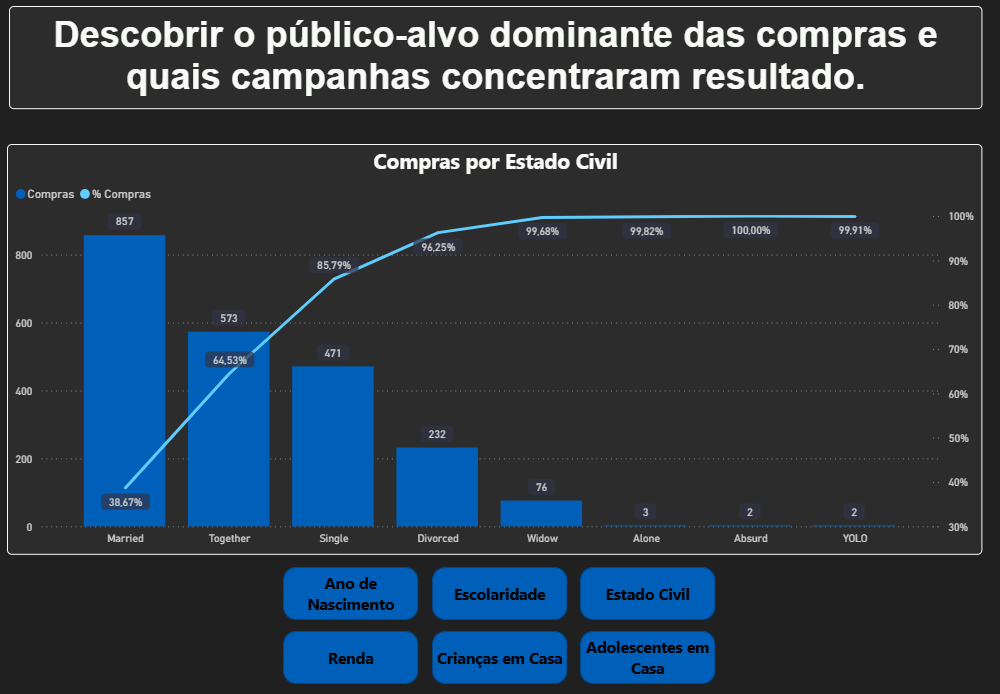 Descobrir o público-alvo dominante das compras e
quais campanhas concentraram resultado.
Compras por Estado Civil
Compras % Compras
857
573
471
232
76
3
2
2
38,67%
64,53%
85,79%
96,25%
99,68%
99,82%
100,00%
99,91%
800
600
400
200
0
100%
90%
80%
70%
60%
50%
40%
30%
Married Together Single Divorced Widow Alone Absurd YOLO
Ano de
Nascimento
Escolaridade
Estado Civil
Renda
Crianças em Casa
Adolescentes em
Casa